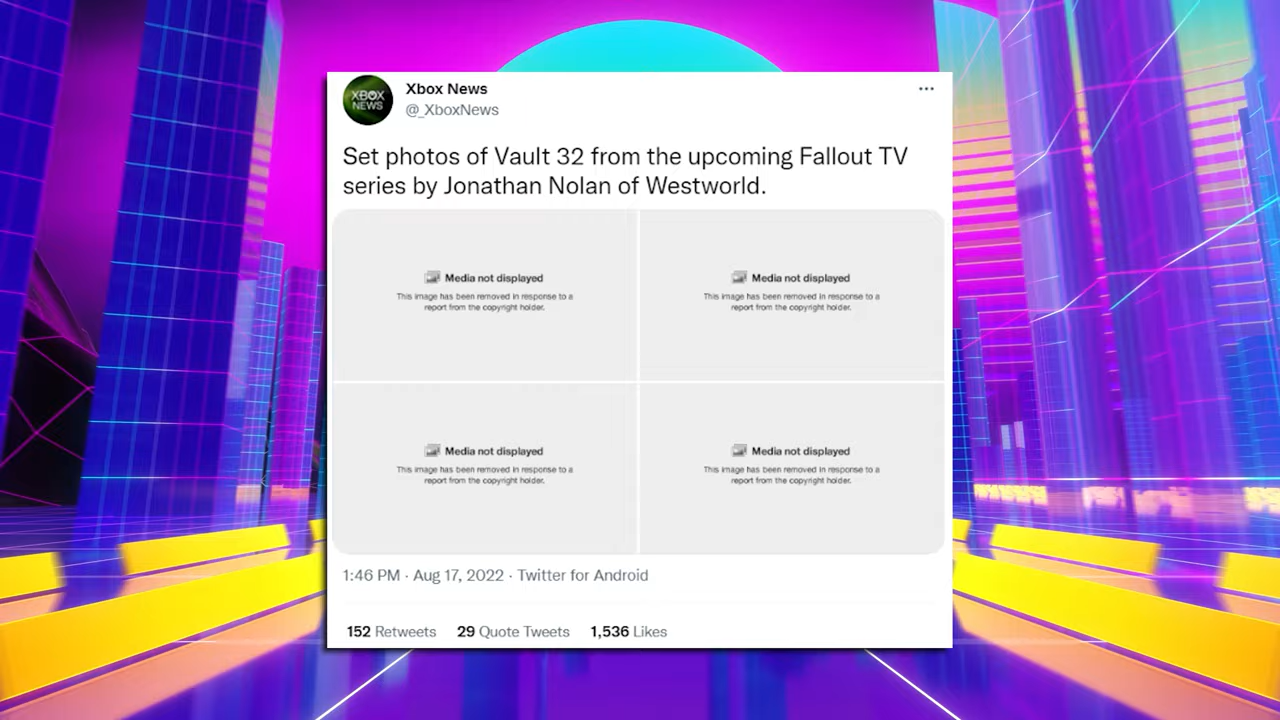 XBOX
NEWS
Xbox News
@_XboxNews
Set photos of Vault 32 from the upcoming Fallout TV
series by Jonathan Nolan of Westworld.
Media not displayed
This image has been removed in response to a
report from the copyright holder.
Media not displayed
This image has been removed in response to a
report from the copyright holder.
Media not displayed
This image has been removed in response to a
report from the copyright holder.
Media not displayed
This image has been removed in response to a
report from the copyright holder.
1:46 PM · Aug 17, 2022 · Twitter for Android
152 Retweets 29 Quote Tweets 1,536 Likes